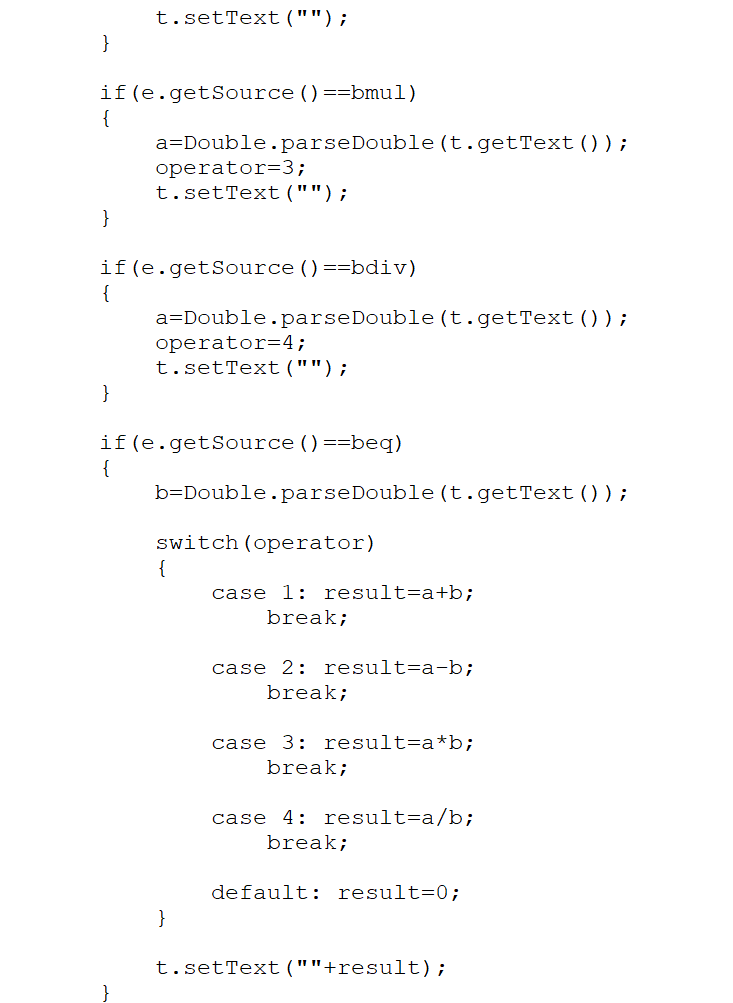 t.setText("");
    }

    if(e.getSource()==bmul)
    {
        a=Double.parseDouble(t.getText());
        operator=3;
        t.setText("");
    }

    if(e.getSource()==bdiv)
    {
        a=Double.parseDouble(t.getText());
        operator=4;
        t.setText("");
    }

    if(e.getSource()==beq)
    {
        b=Double.parseDouble(t.getText());

        switch(operator)
        {
            case 1: result=a+b;
                break;

            case 2: result=a-b;
                break;

            case 3: result=a*b;
                break;

            case 4: result=a/b;
                break;

            default: result=0;
        }

        t.setText(""+result);
    }